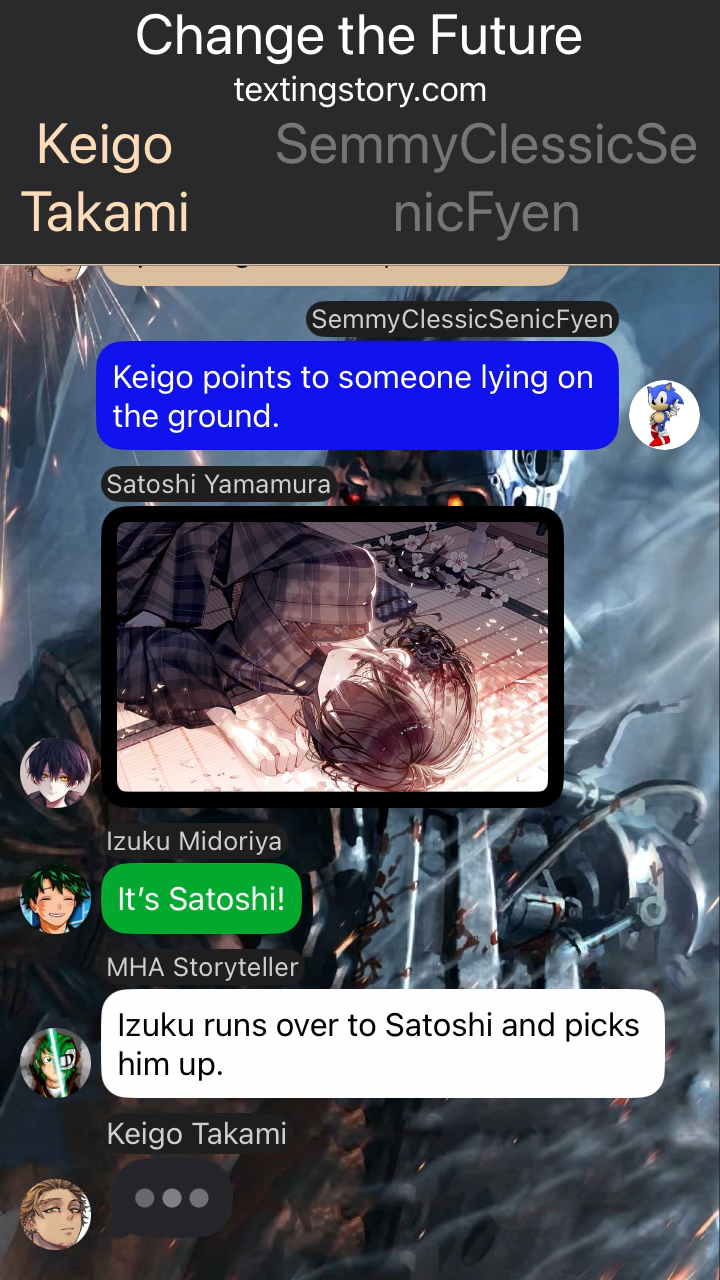 Change the Future
textingstory.com
Keigo
Takami
SemmyClessicSe
nicFyen
SemmyClessicSenicFyen
Keigo points to someone lying on
the ground.
Satoshi Yamamura
Izuku Midoriya
It’s Satoshi!
MHA Storyteller
Izuku runs over to Satoshi and picks
him up.
Keigo Takami